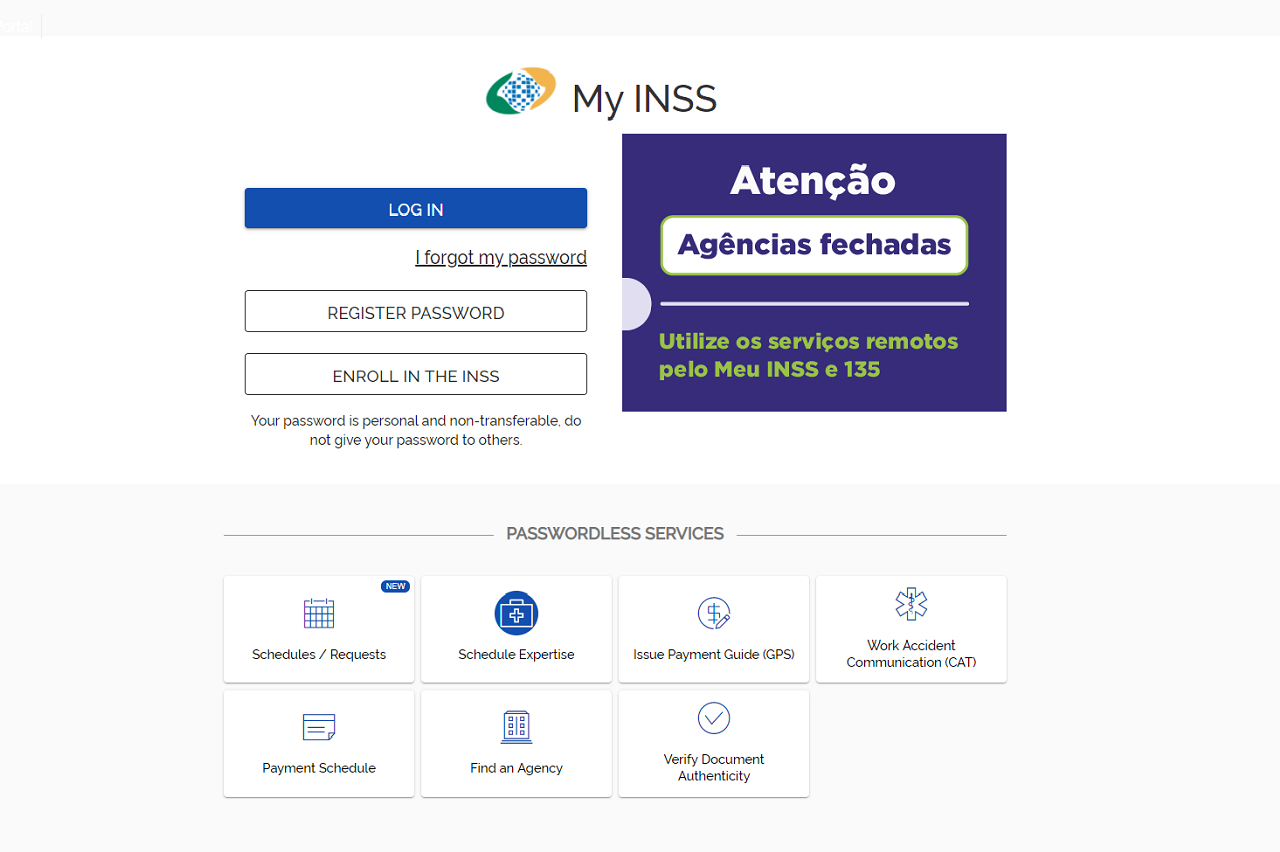 My INSS
LOG IN
I forgot my password
REGISTER PASSWORD
ENROLL IN THE INSS
Your password is personal and non-transferable, do
not give your password to others.
Atenção
Agências fechadas
Utilize os serviços remotos
pelo Meu INSS e 135
PASSWORDLESS SERVICES
NEW
Schedules / Requests
Schedule Expertise
Issue Payment Guide (GPS)
Work Accident
Communication (CAT)
Payment Schedule
Find an Agency
Verify Document
Authenticity